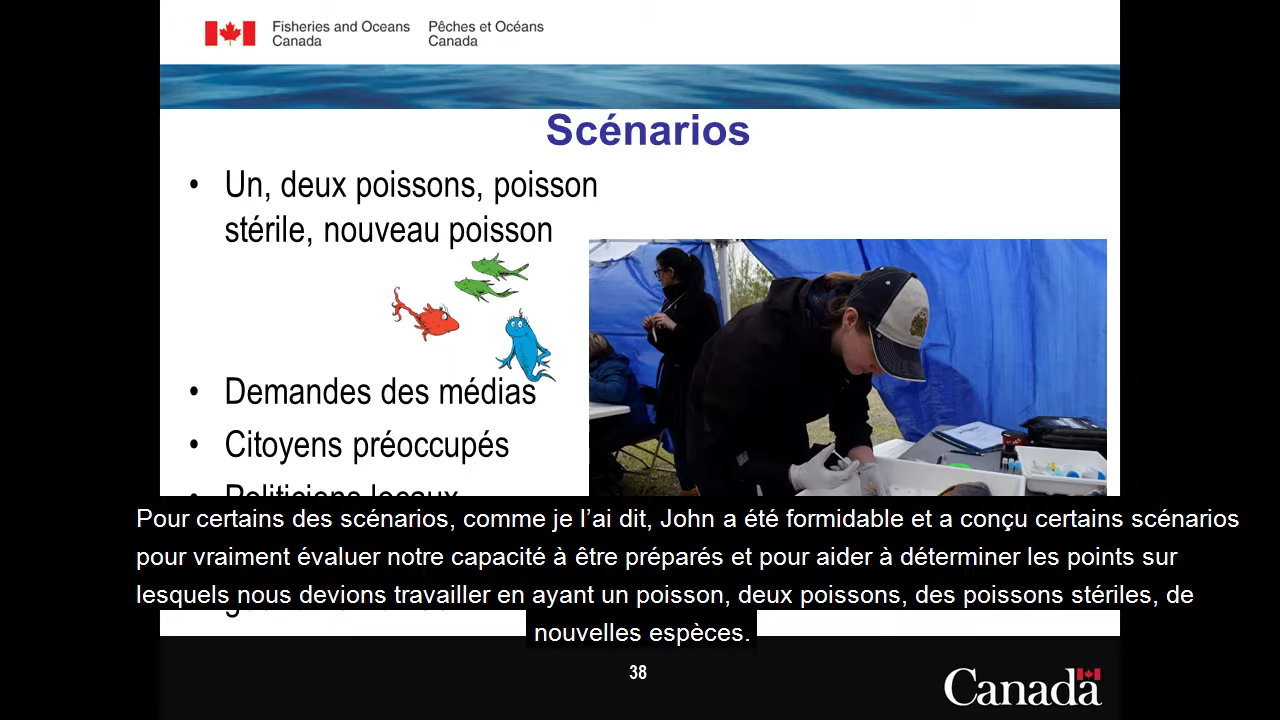 Fisheries and Oceans
Canada
Pêches et Océans
Canada
Scénarios
• Un, deux poissons, poisson
stérile, nouveau poisson
• Demandes des médias
• Citoyens préoccupés
• Politiciens locaux
Pour certains des scénarios, comme je l’ai dit, John a été formidable et a conçu certains scénarios
pour vraiment évaluer notre capacité à être préparés et pour aider à déterminer les points sur
lesquels nous devions travailler en ayant un poisson, deux poissons, des poissons stériles, de
nouvelles espèces.
38
Canada